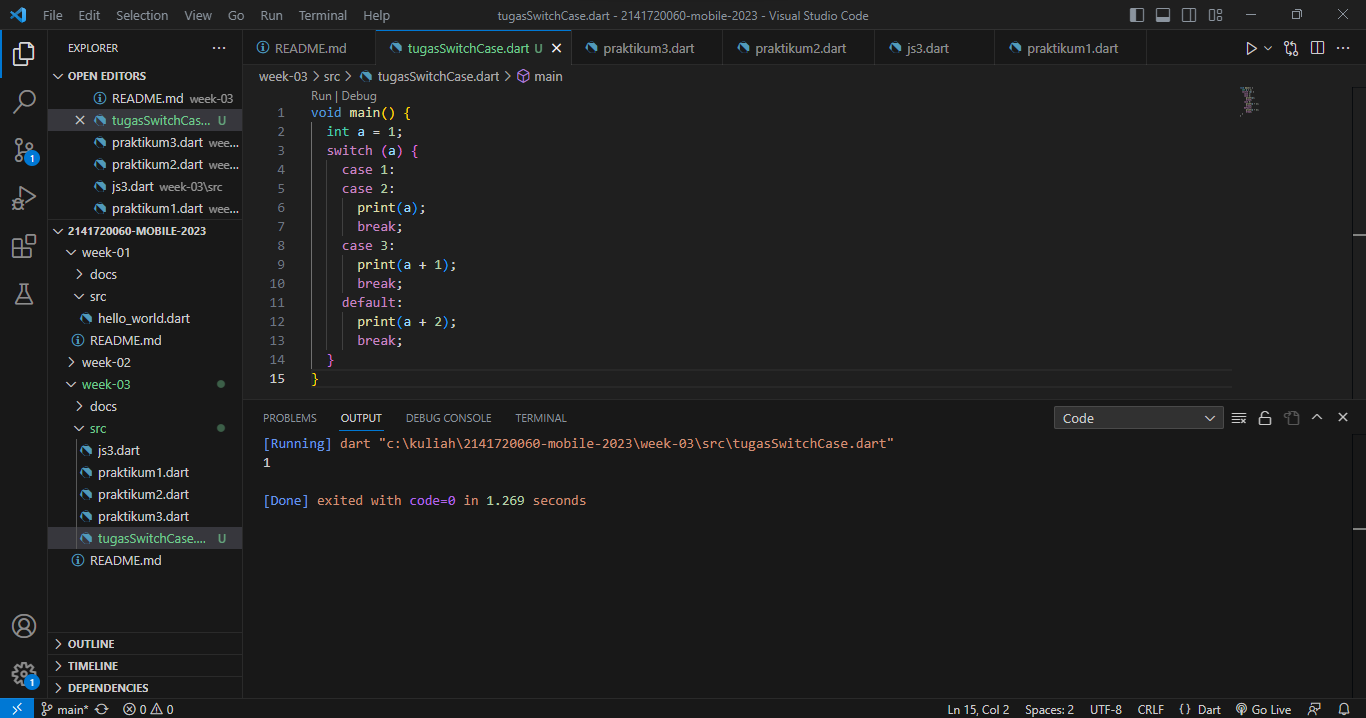 File Edit Selection View Go Run Terminal Help tugasSwitchCase.dart - 2141720060-mobile-2023 - Visual Studio Code
EXPLORER
OPEN EDITORS
README.md week-03
tugasSwitchCas... U
praktikum3.dart wee...
praktikum2.dart wee...
js3.dart week-03\src
praktikum1.dart wee...
2141720060-MOBILE-2023
week-01
docs
src
hello_world.dart
README.md
week-02
week-03
docs
src
js3.dart
praktikum1.dart
praktikum2.dart
praktikum3.dart
tugasSwitchCase.... U
README.md
OUTLINE
TIMELINE
DEPENDENCIES
1
1
README.md tugasSwitchCase.dart U praktikum3.dart praktikum2.dart js3.dart praktikum1.dart
week-03 > src > tugasSwitchCase.dart > main
Run | Debug
1 void main() {
2 int a = 1;
3 switch (a) {
4 case 1:
5 case 2:
6 print(a);
7 break;
8 case 3:
9 print(a + 1);
10 break;
11 default:
12 print(a + 2);
13 break;
14 }
15 }
PROBLEMS OUTPUT DEBUG CONSOLE TERMINAL Code
[Running] dart "c:\kuliah\2141720060-mobile-2023\week-03\src\tugasSwitchCase.dart"
1
[Done] exited with code=0 in 1.269 seconds
main* 0 0 Ln 15, Col 2 Spaces: 2 UTF-8 CRLF {} Dart Go Live